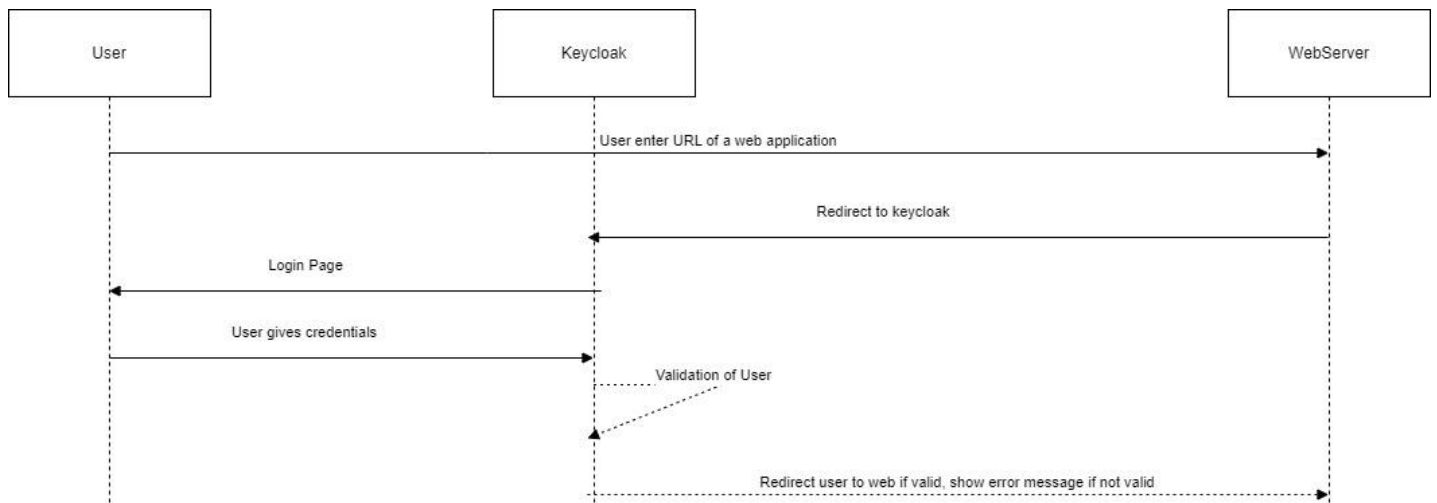 User
Keycloak
WebServer
User enter URL of a web application
Redirect to keycloak
Login Page
User gives credentials
Validation of User
Redirect user to web if valid, show error message if not valid